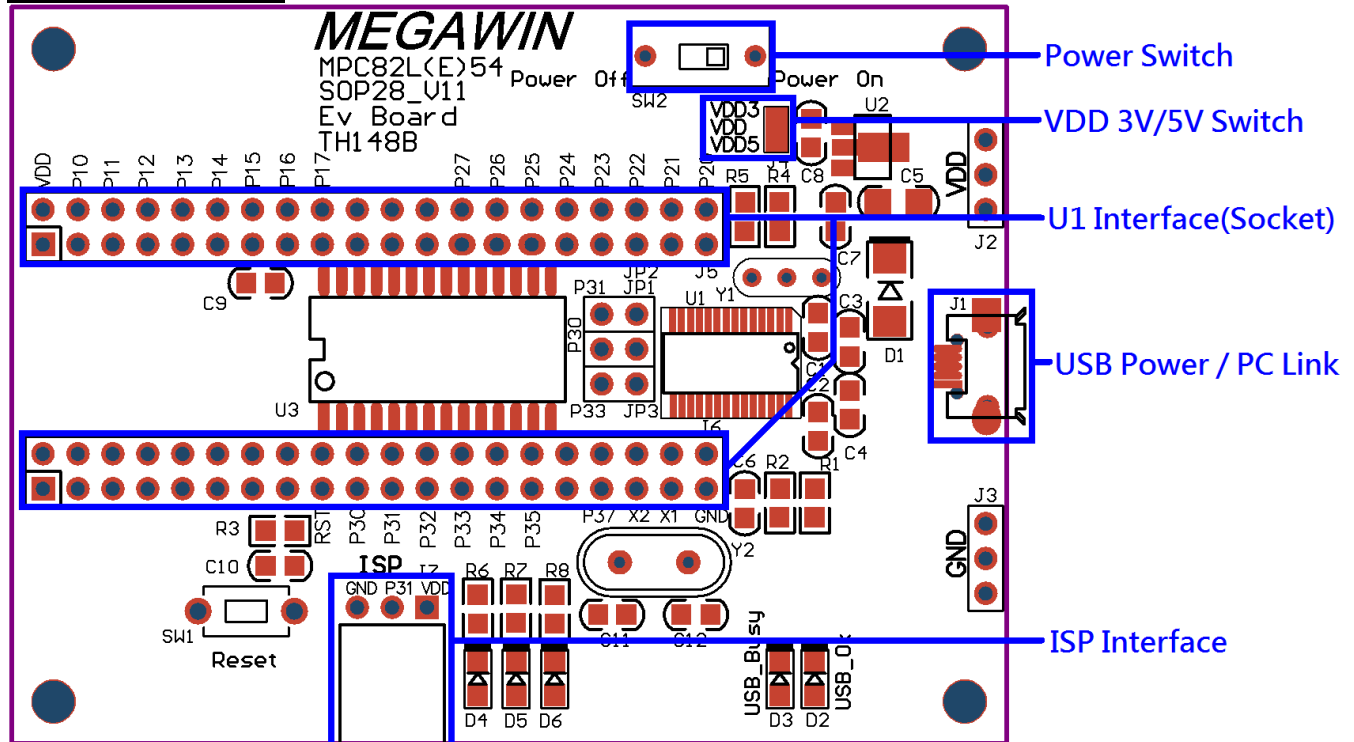 MEGAWIN
MPC82L(E)54
SOP28_V11
Ev Board
TH148B
Power Off
SW2
Power On
Power Switch
VDD3
VDD
VDD5
VDD 3V/5V Switch
U2
C8
C5
VDD
J2
VDD P10 P11 P12 P13 P14 P15 P16 P17 P27 P26 P25 P24 P23 P22 P21
R5 R4
U1 Interface(Socket)
C7
JP2 J5
C9
P31 JP1
P30
U1
Y1
C3
J1
D1
C1
USB Power / PC Link
C2
U3
P33 JP3
J6
C4
C6 R2 R1
J3
GND
R3
RST P30 P31 P32 P33 P34 P35 P37 X2 X1 GND
Y2
C10
ISP
J7
GND P31 VDD
R6 R7 R8
SW1
Reset
C11 C12
ISP Interface
USB_Busy
USB_Ok
D4 D5 D6
D3 D2